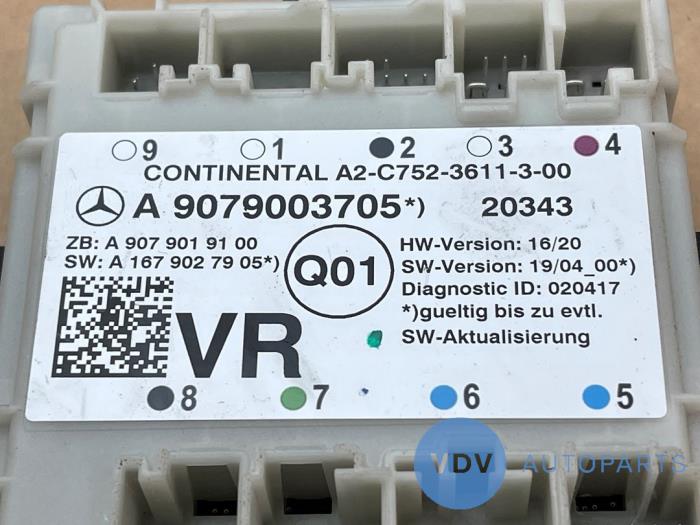 9 1 2 3 4
CONTINENTAL A2-C752-3611-3-00
A 9079003705*) 20343
ZB: A 907 901 91 00
SW: A 167 902 79 05*)
Q01
HW-Version: 16/20
SW-Version: 19/04_00*)
Diagnostic ID: 020417
*)gueltig bis zu evtl.
SW-Aktualisierung
VR
8 7 6 5
VDV AUTOPARTS